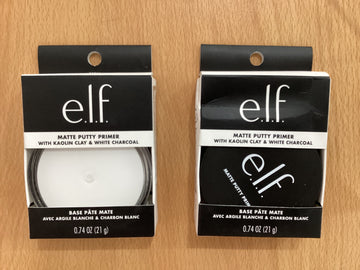 e.l.f.
MATTE PUTTY PRIMER
WITH KAOLIN CLAY & WHITE CHARCOAL
BASE PÂTE MATE
AVEC ARGILE BLANCHE & CHARBON BLANC
0.74 OZ (21 g)
e.l.f.
MATTE PUTTY PRIMER
WITH KAOLIN CLAY & WHITE CHARCOAL
e.l.f.
MATTE PUTTY PRIM
BASE PÂTE MATE
AVEC ARGILE BLANCHE & CHARBON BLANC
0.74 OZ (21 g)